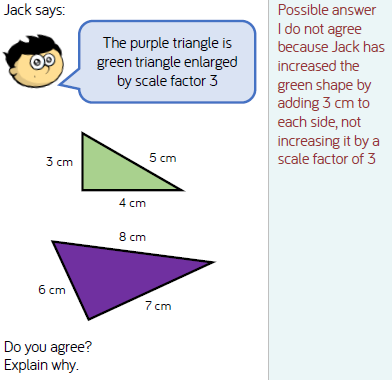 Jack says:
The purple triangle is
green triangle enlarged
by scale factor 3
3 cm
5 cm
4 cm
8 cm
6 cm
7 cm
Do you agree?
Explain why.
Possible answer
I do not agree
because Jack has
increased the
green shape by
adding 3 cm to
each side, not
increasing it by a
scale factor of 3